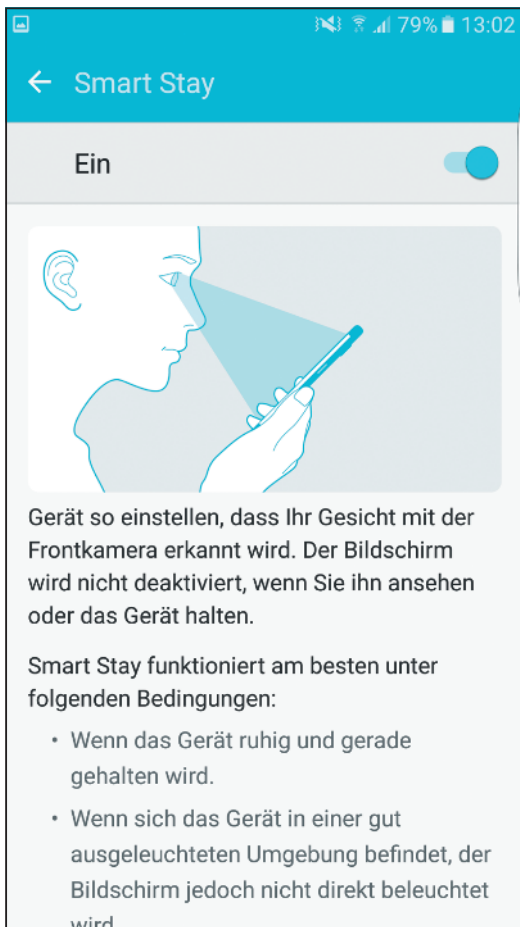 79% 13:02
Smart Stay
Ein
Gerät so einstellen, dass Ihr Gesicht mit der
Frontkamera erkannt wird. Der Bildschirm
wird nicht deaktiviert, wenn Sie ihn ansehen
oder das Gerät halten.
Smart Stay funktioniert am besten unter
folgenden Bedingungen:
• Wenn das Gerät ruhig und gerade
gehalten wird.
• Wenn sich das Gerät in einer gut
ausgeleuchteten Umgebung befindet, der
Bildschirm jedoch nicht direkt beleuchtet
wird.